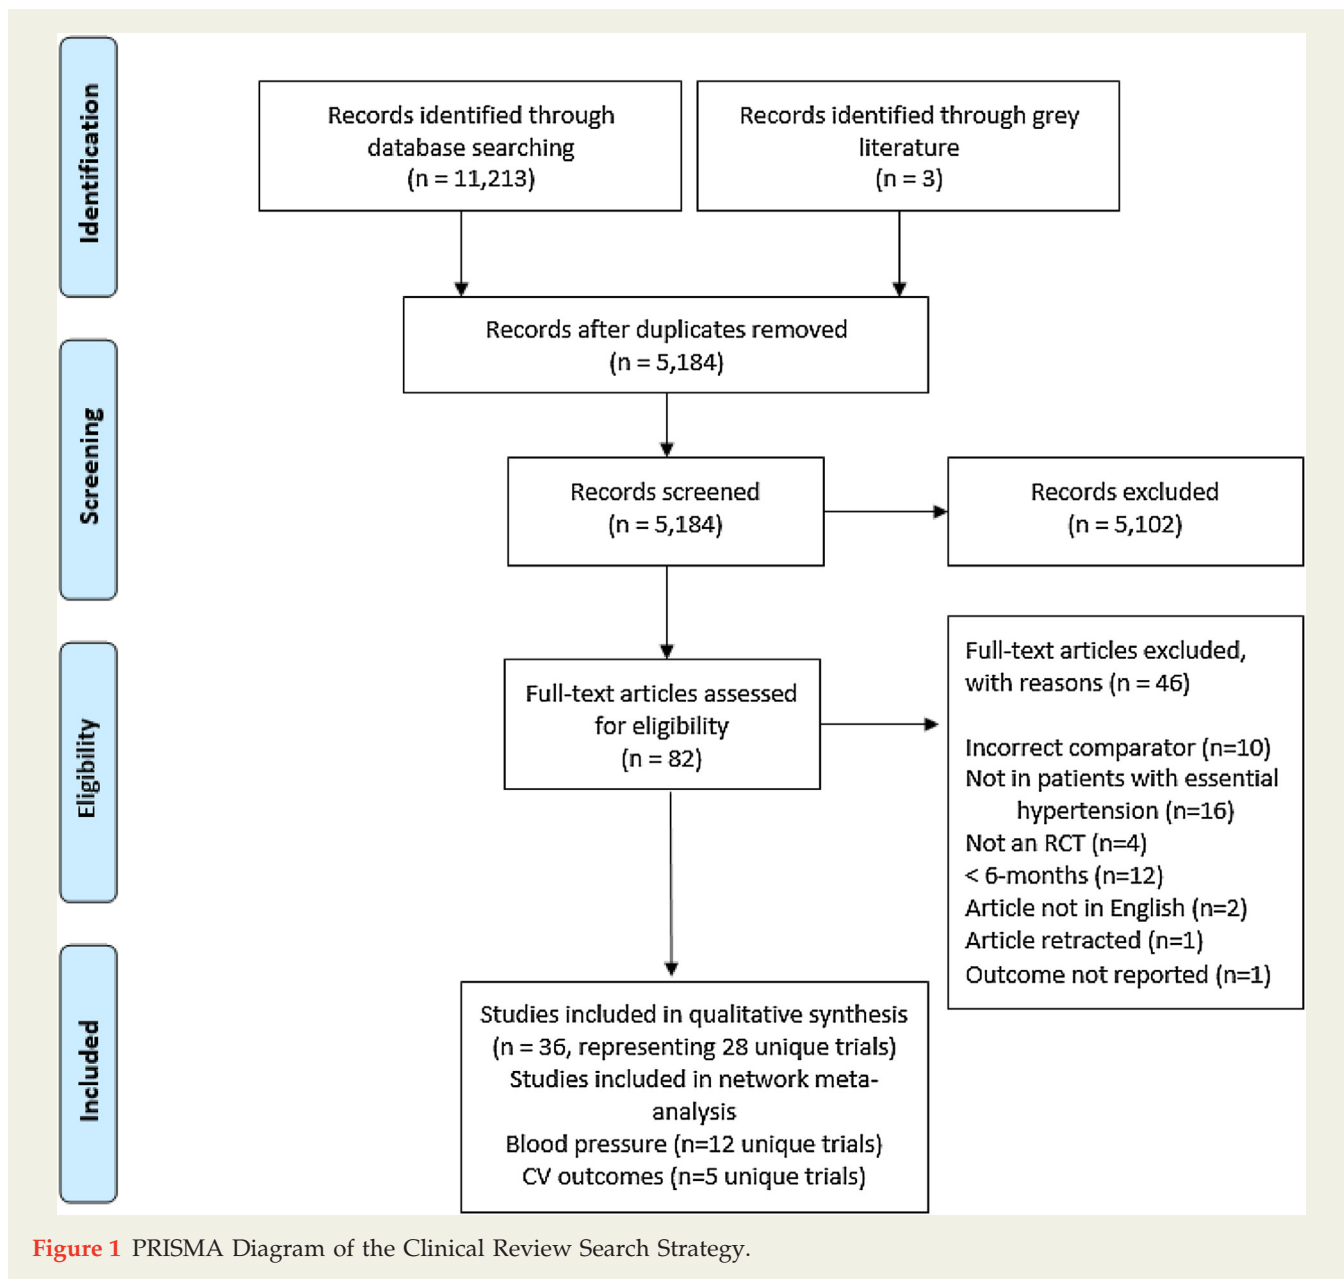 Identification
Records identified through
database searching
(n = 11,213)
Records identified through grey
literature
(n = 3)
Records after duplicates removed
(n = 5,184)
Screening
Records screened
(n = 5,184)
Records excluded
(n = 5,102)
Eligibility
Full-text articles assessed
for eligibility
(n = 82)
Full-text articles excluded,
with reasons (n = 46)
Incorrect comparator (n=10)
Not in patients with essential
hypertension (n=16)
Not an RCT (n=4)
< 6-months (n=12)
Article not in English (n=2)
Article retracted (n=1)
Outcome not reported (n=1)
Included
Studies included in qualitative synthesis
(n = 36, representing 28 unique trials)
Studies included in network meta-
analysis
Blood pressure (n=12 unique trials)
CV outcomes (n=5 unique trials)
Figure 1 PRISMA Diagram of the Clinical Review Search Strategy.